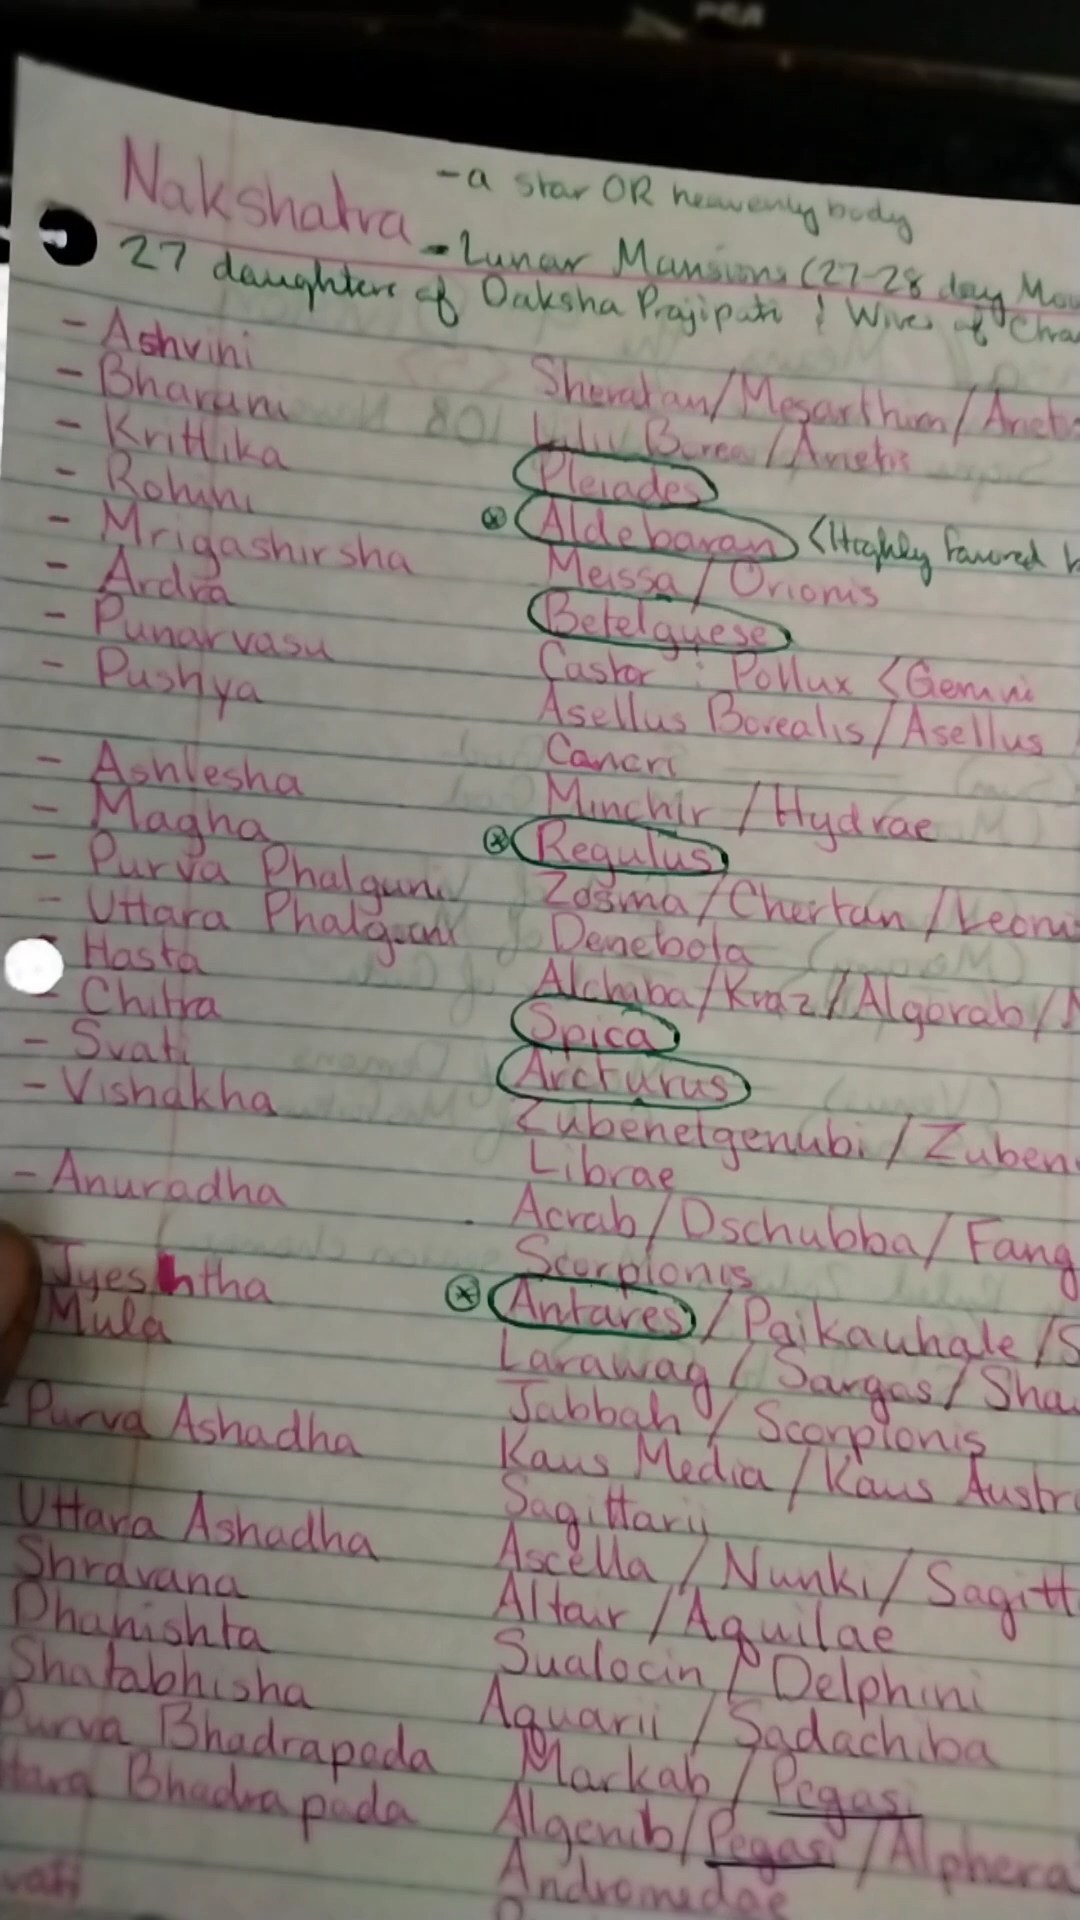 Nakshatra - a star OR heavenly body
- Lunar Mansions (27-28 day
27 daughters of Daksha Prajipati & Wives of
- Ashvini Sheratan/Mesarthim/
- Bharani Borea/Arietis
- Krittika Pleiades
- Rohini Aldebaran <Highly favored
- Mrigashirsha Meissa/Orionis
- Ardra Betelguese
- Punarvasu Castor : Pollux <Gemini
- Pushya Asellus Borealis/Asellus
Cancri
- Ashlesha Minchir/Hydrae
- Magha Regulus
- Purva Phalguni Zosma/Chertan/
- Uttara Phalguni Denebola
- Hasta Alchaba/Kraz/Algorab/
- Chitra Spica
- Svati Arcturus
- Vishakha Zubenelgenubi/
Librae
- Anuradha Acrab/Dschubba/Fang
Scorpionis
Jyeshtha Antares/Paikauhale/
Mula Larawag/Sargas/
Jabbah/Scorpionis
Purva Ashadha Kaus Media/Kaus
Sagittarii
Uttara Ashadha Ascella/Nunki/
Shravana Altair/Aquilae
Dhanishta Sualocin/Delphini
Shatabhisha Aquarii/Sadachiba
Purva Bhadrapada Markab/Pegasi
Bhadrapada Algenib/Pegasi/
Andromedae